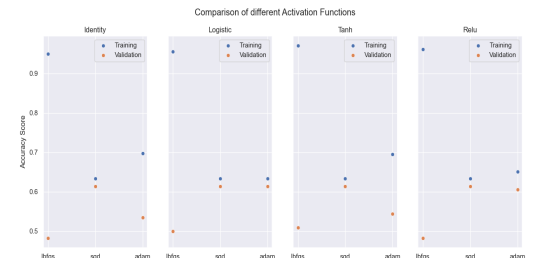 Comparison of different Activation Functions
Identity
Logistic
Tanh
Relu
Training
Validation
Training
Validation
Training
Validation
Training
Validation
Accuracy Score
0.9
0.8
0.7
0.6
0.5
lbfgs sgd adam
lbfgs sgd adam
lbfgs sgd adam
lbfgs sgd adam